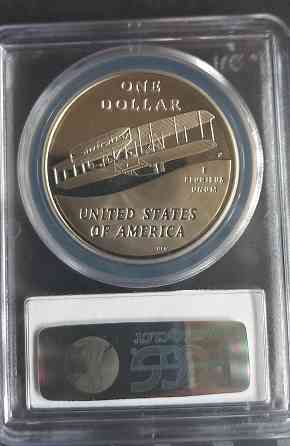 ONE
DOLLAR
E
PLURIBUS
UNUM
UNITED STATES
OF AMERICA